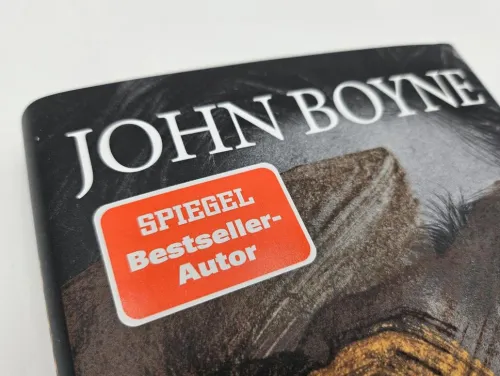 JOHN BOYNE
SPIEGEL
Bestseller-
Autor